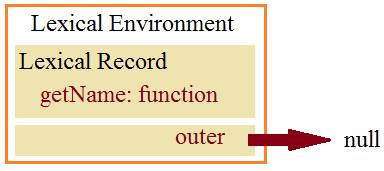 Lexical Environment
Lexical Record
getName: function
outer
null